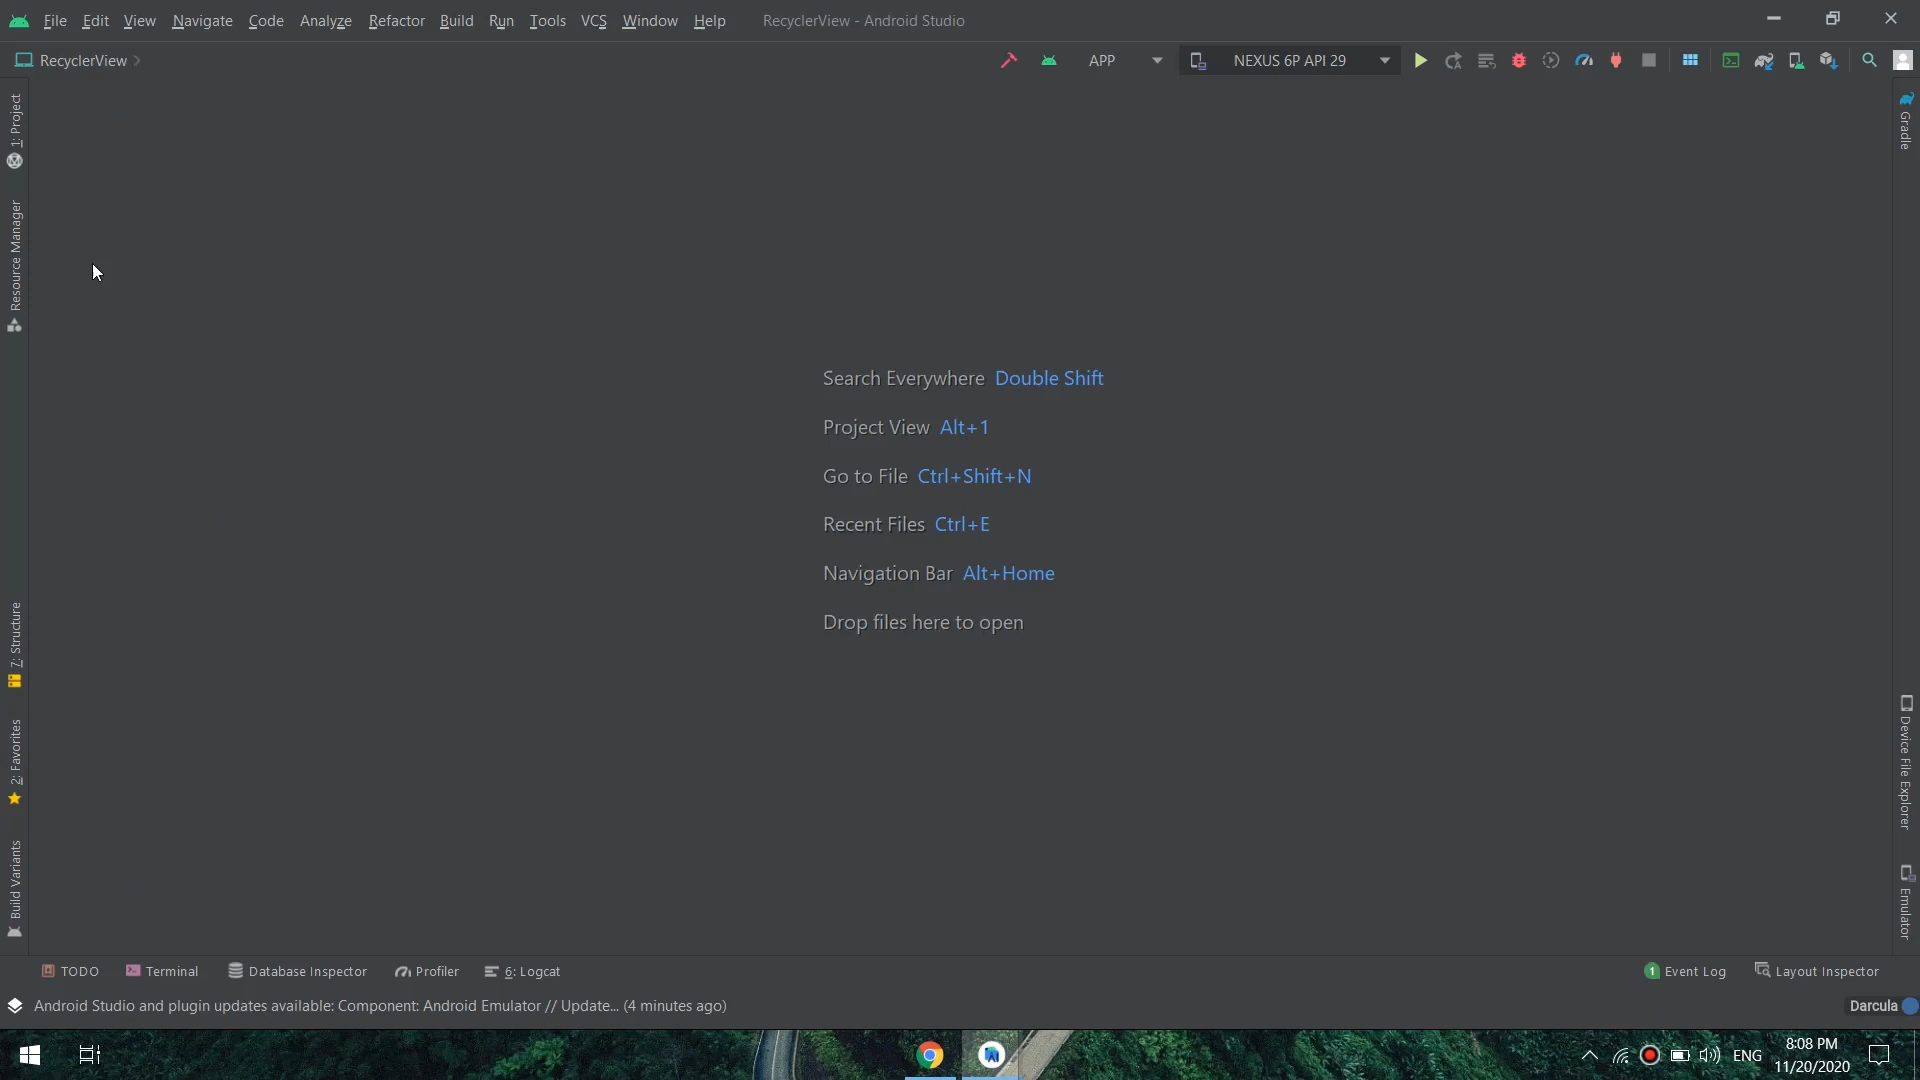 File Edit View Navigate Code Analyze Refactor Build Run Tools VCS Window Help RecyclerView - Android Studio
RecyclerView
APP
NEXUS 6P API 29
1: Project
Resource Manager
7: Structure
2: Favorites
Build Variants
Search Everywhere Double Shift
Project View Alt+1
Go to File Ctrl+Shift+N
Recent Files Ctrl+E
Navigation Bar Alt+Home
Drop files here to open
Gradle
Device File Explorer
Emulator
TODO Terminal Database Inspector Profiler 6: Logcat
1 Event Log Layout Inspector
Android Studio and plugin updates available: Component: Android Emulator // Update... (4 minutes ago)
Darcula
ENG
8:08 PM
11/20/2020